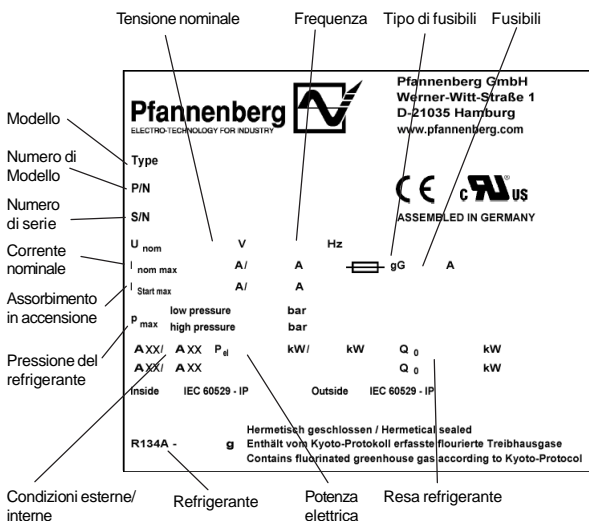 Tensione nominale Frequenza Tipo di fusibili Fusibili
Pfannenberg
ELECTRO-TECHNOLOGY FOR INDUSTRY
Pfannenberg GmbH
Werner-Witt-Straße 1
D-21035 Hamburg
www.pfannenberg.com
Modello
Type
Numero di
Modello
P/N
Numero
di serie
S/N
CE c RU US
ASSEMBLED IN GERMANY
U nom V Hz
Corrente
nominale
I nom max A/ A gG A
Assorbimento
in accensione
I Start max A/ A
p max low pressure bar
high pressure bar
Pressione del
refrigerante
A XX/ A XX P el kW/ kW Q 0 kW
A XX/ A XX Q 0 kW
Inside IEC 60529 - IP Outside IEC 60529 - IP
Hermetisch geschlossen / Hermetical sealed
R134A - g Enthält vom Kyoto-Protokoll erfasste flourierte Treibhausgase
Contains fluorinated greenhouse gas according to Kyoto-Protocol
Condizioni esterne/
interne
Refrigerante
Potenza
elettrica
Resa refrigerante